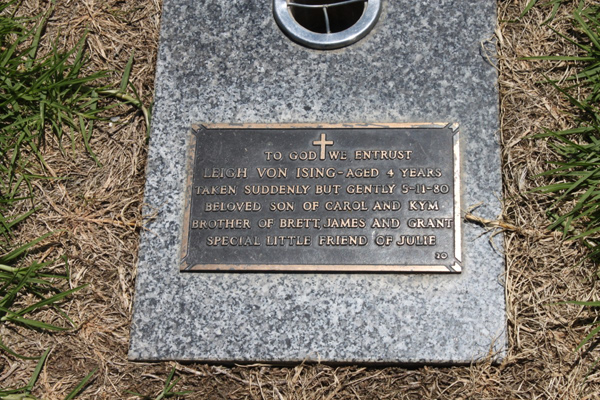 TO GOD WE ENTRUST
LEIGH VON ISING - AGED 4 YEARS
TAKEN SUDDENLY BUT GENTLY 5-11-80
BELOVED SON OF CAROL AND KYM
BROTHER OF BRETT, JAMES AND GRANT
SPECIAL LITTLE FRIEND OF JULIE
20